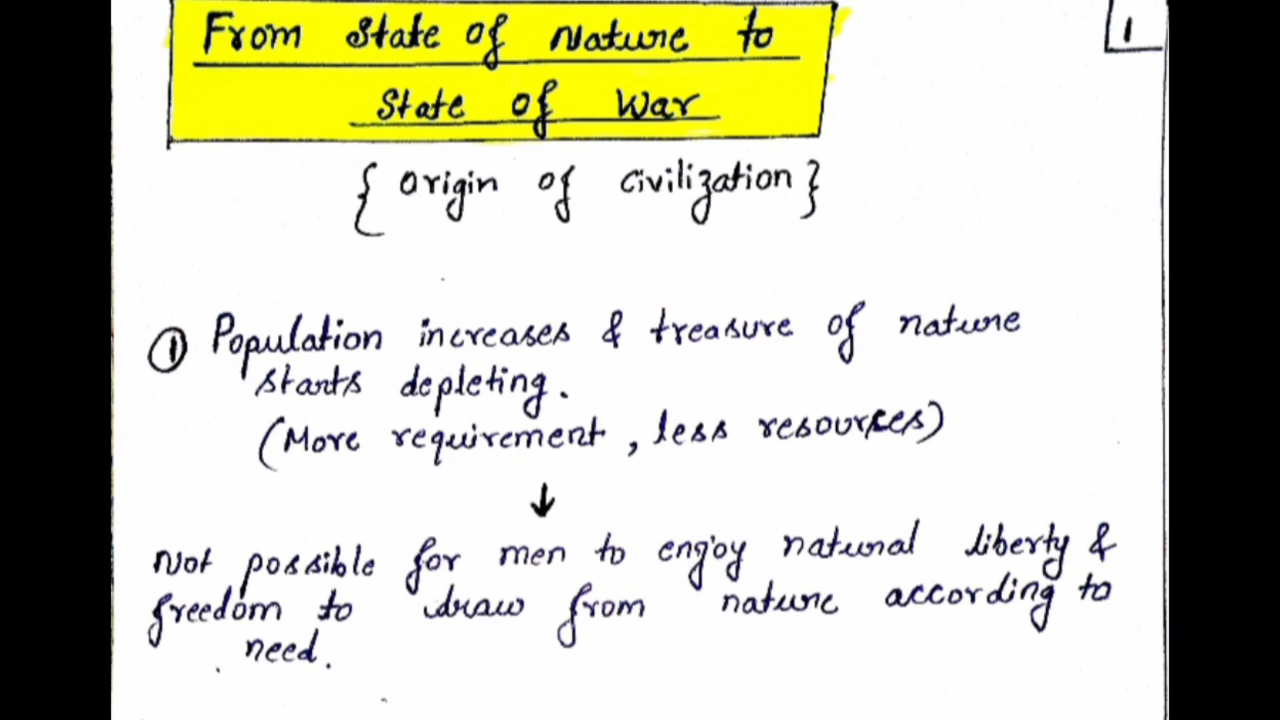 From State of Nature to
1
State of War
{ origin of civilization }
① Population increases & treasure of nature
starts depleting.
(More requirement, less resources)
↓
Not possible for men to engjoy natural liberty &
freedom to draw from nature according to
need.